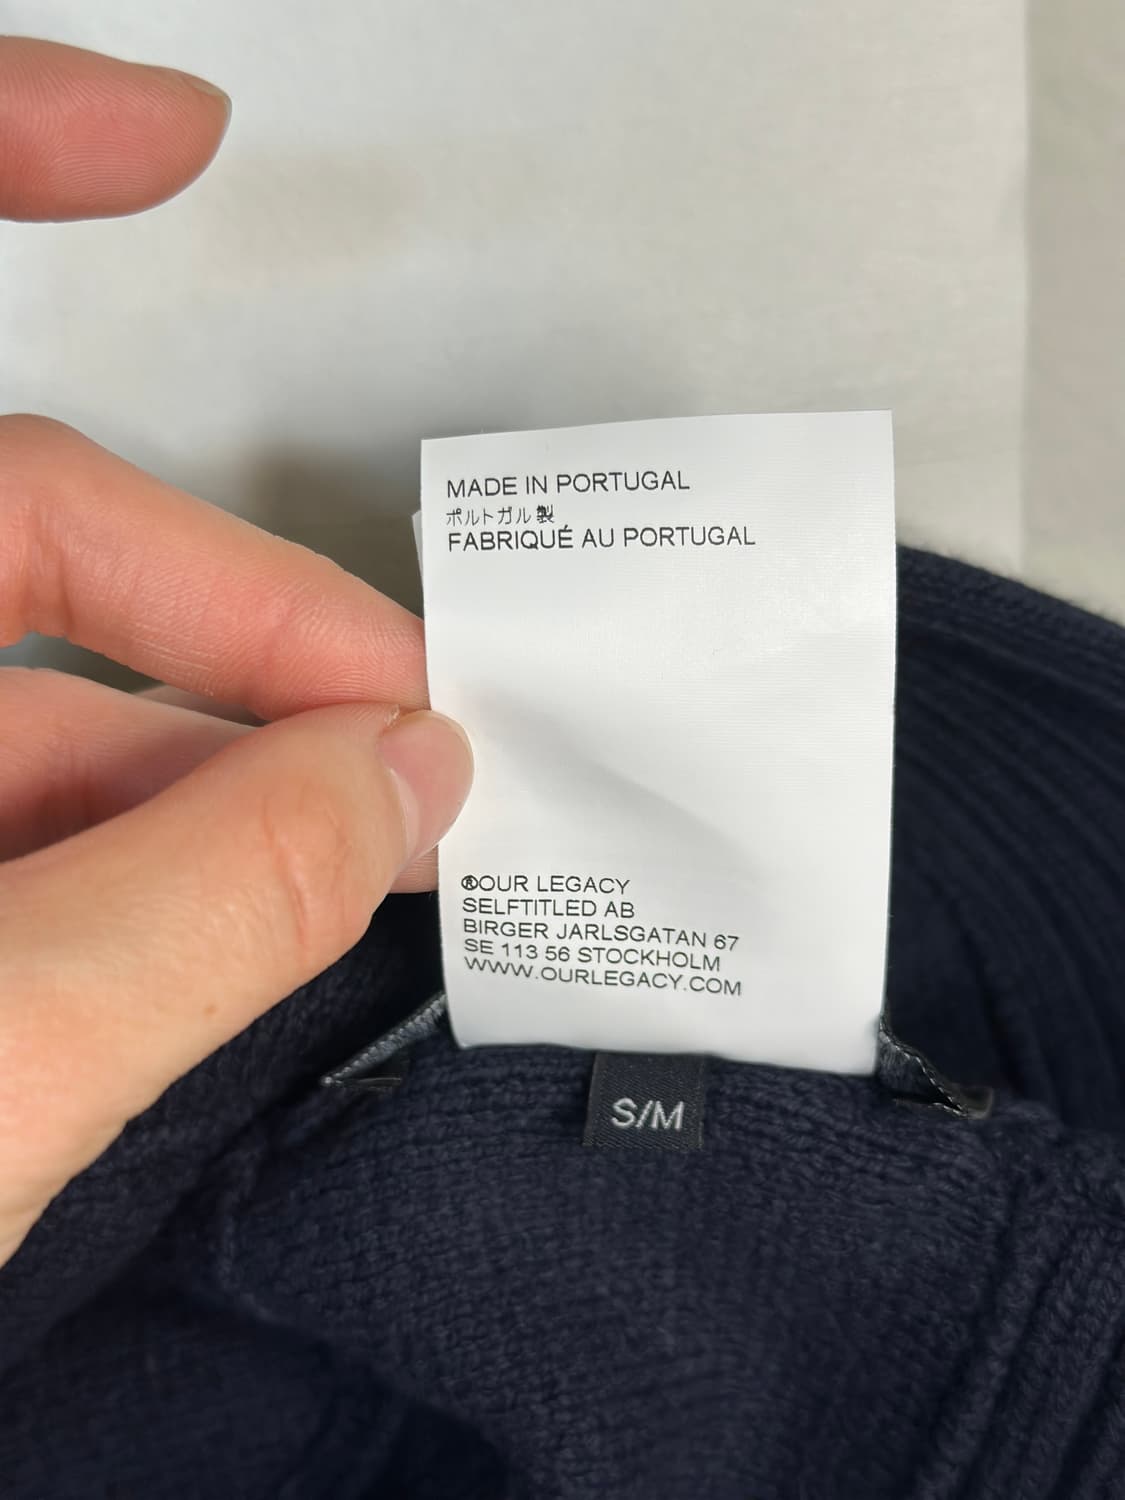 MADE IN PORTUGAL
ポルトガル製
FABRIQUÉ AU PORTUGAL
®OUR LEGACY
SELFTITLED AB
BIRGER JARLSGATAN 67
SE 113 56 STOCKHOLM
WWW.OURLEGACY.COM
S/M